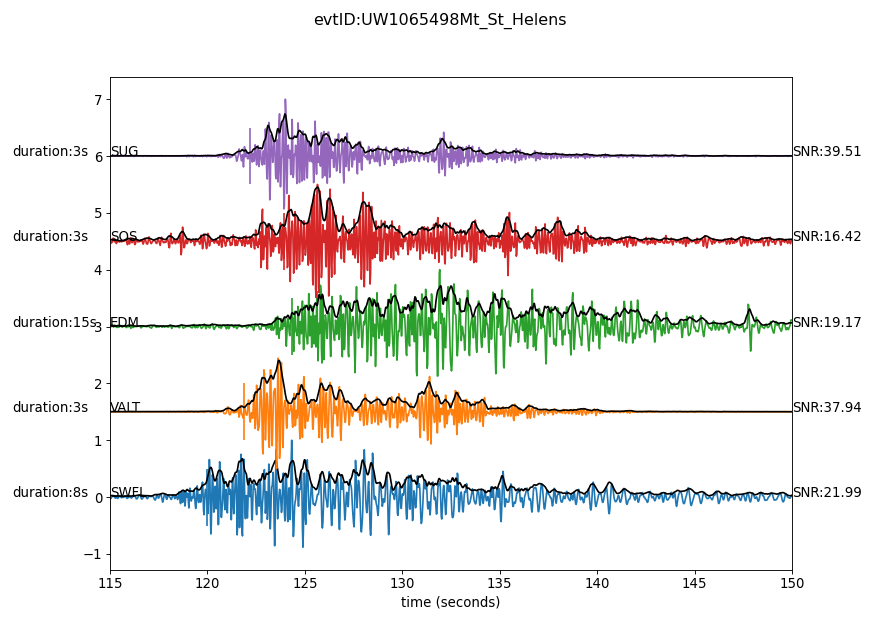 evtID:UW1065498Mt_St_Helens
7
duration:3s SUG 6 SNR:39.51
5
duration:3s SOS SNR:16.42
4
duration:15s 3 EDM SNR:19.17
2
duration:3s VALT SNR:37.94
1
duration:8s 0 SWFL SNR:21.99
−1
115 120 125 130 135 140 145 150
time (seconds)